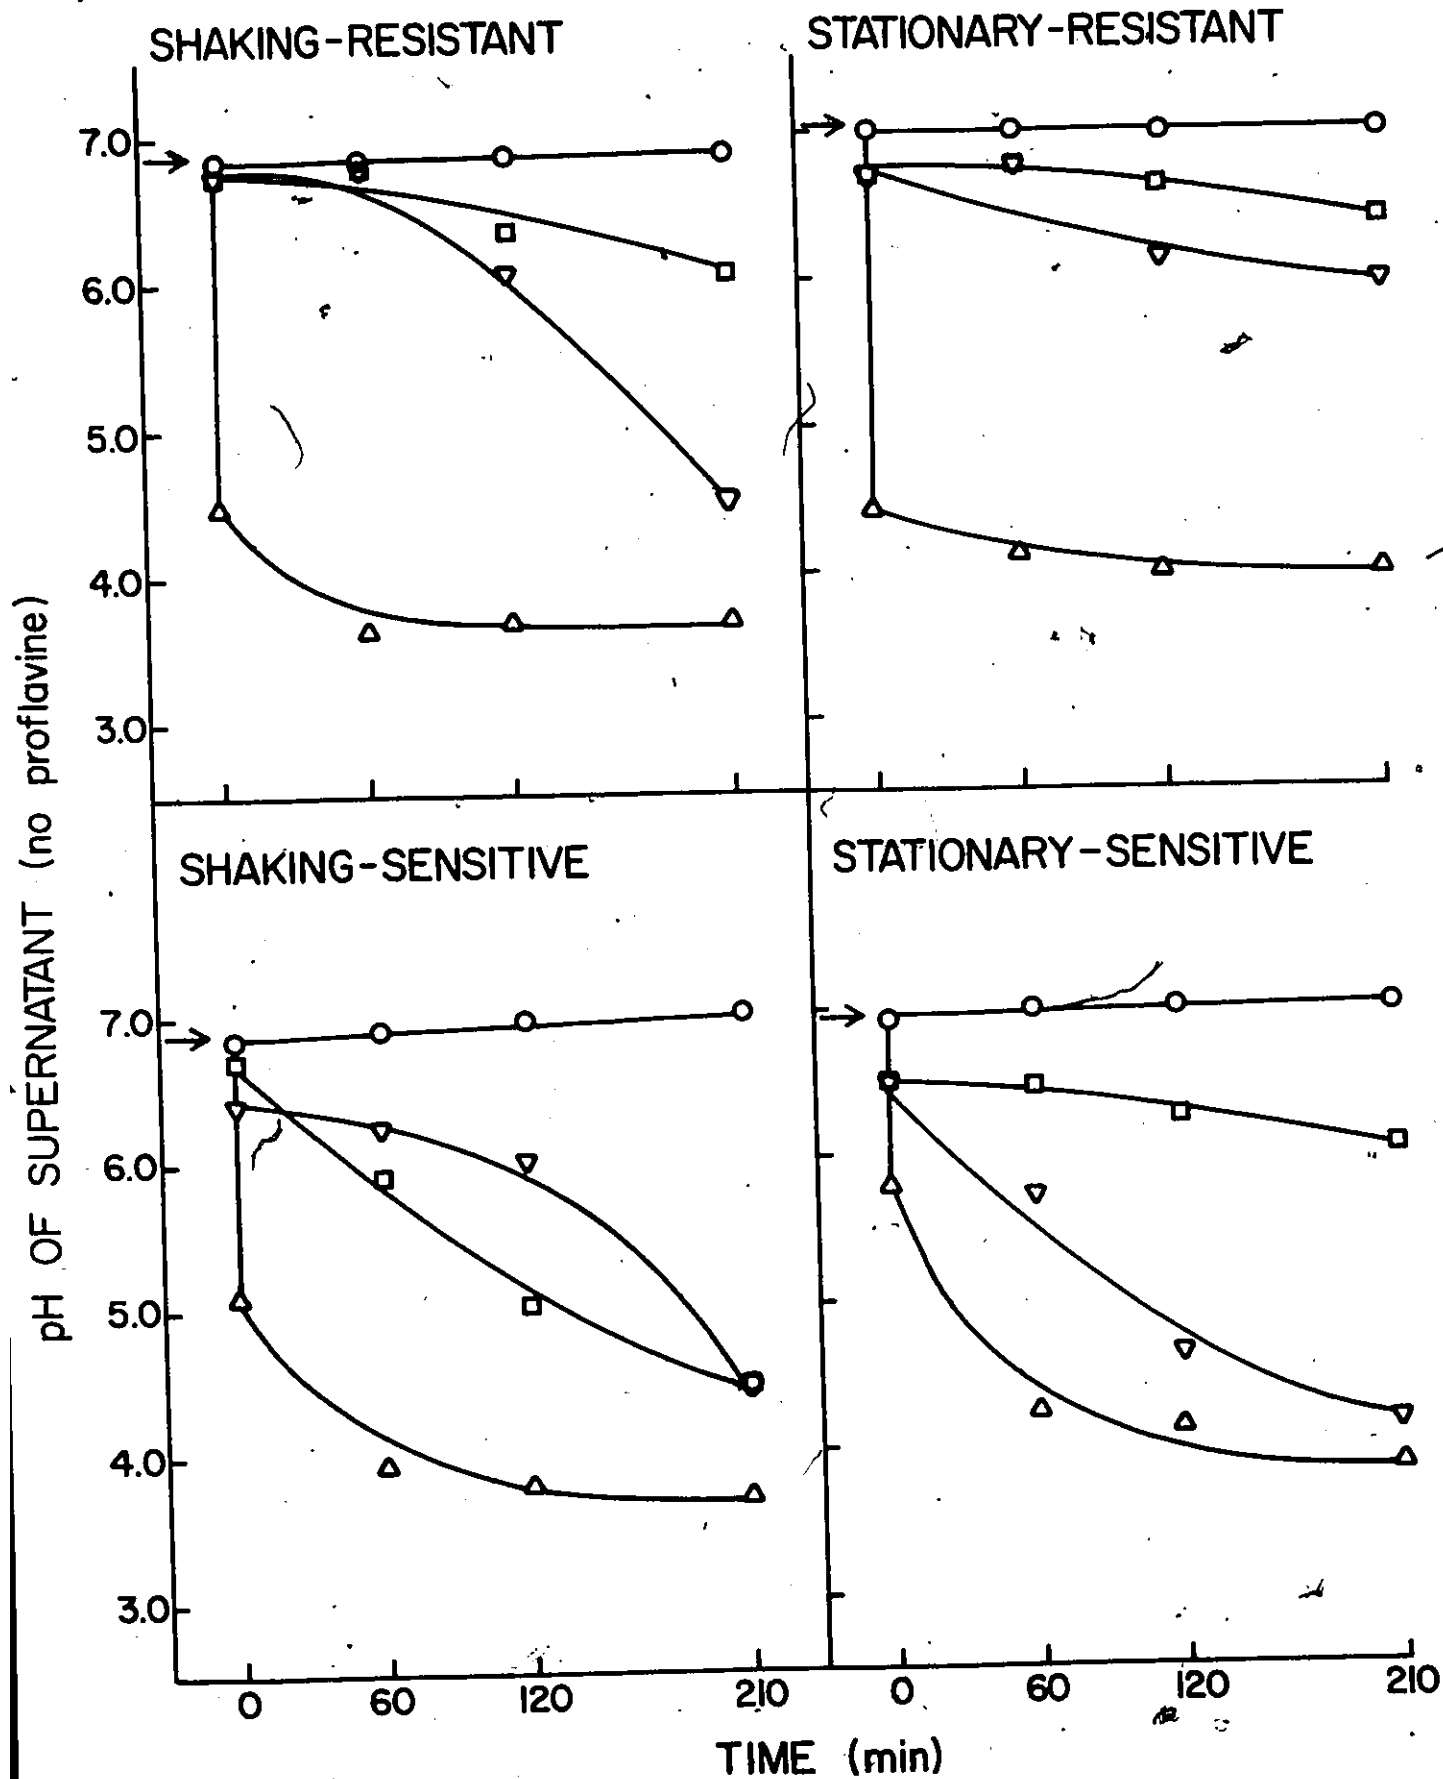 SHAKING-RESISTANT
STATIONARY-RESISTANT
7.0
6.0
5.0
4.0
3.0
pH OF SUPERNATANT (no proflavine)
SHAKING-SENSITIVE
STATIONARY-SENSITIVE
7.0
6.0
5.0
4.0
3.0
0 60 120 210 0 60 120 210
TIME (min)